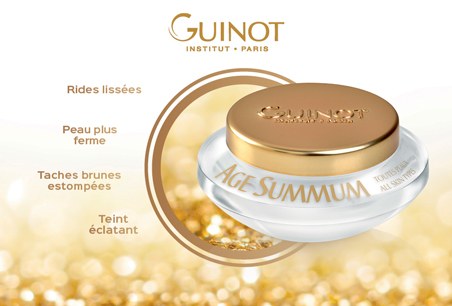 GUINOT
INSTITUT • PARIS
Rides lissées
Peau plus
ferme
Taches brunes
estompées
Teint
éclatant
GUINOT
AGE SUMMUM
ALL SKIN TYPES